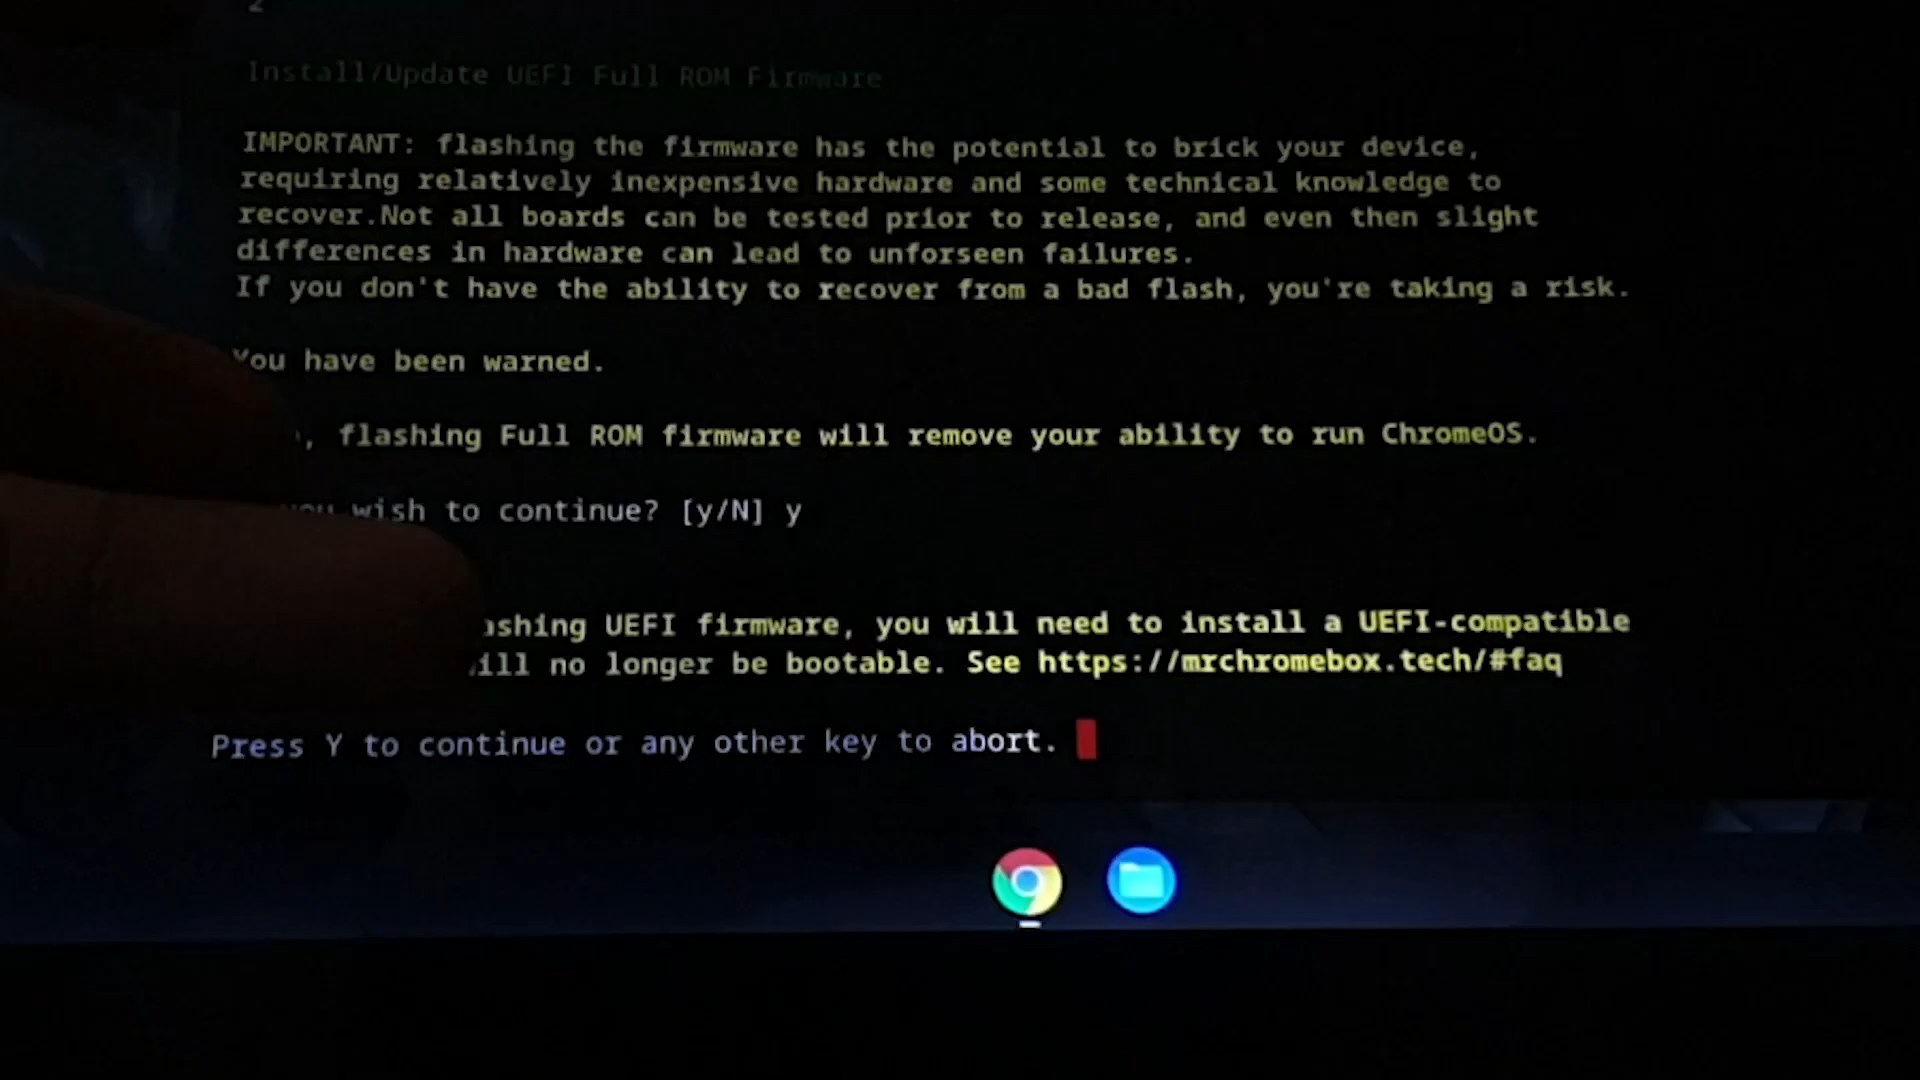 2
Install/Update UEFI Full ROM Firmware
IMPORTANT: flashing the firmware has the potential to brick your device,
requiring relatively inexpensive hardware and some technical knowledge to
recover.Not all boards can be tested prior to release, and even then slight
differences in hardware can lead to unforseen failures.
If you don't have the ability to recover from a bad flash, you're taking a risk.
You have been warned.
, flashing Full ROM firmware will remove your ability to run ChromeOS.
you wish to continue? [y/N] y
UEFI firmware, you will need to install a UEFI-compatible
no longer be bootable. See https://mrchromebox.tech/#faq
Press Y to continue or any other key to abort.